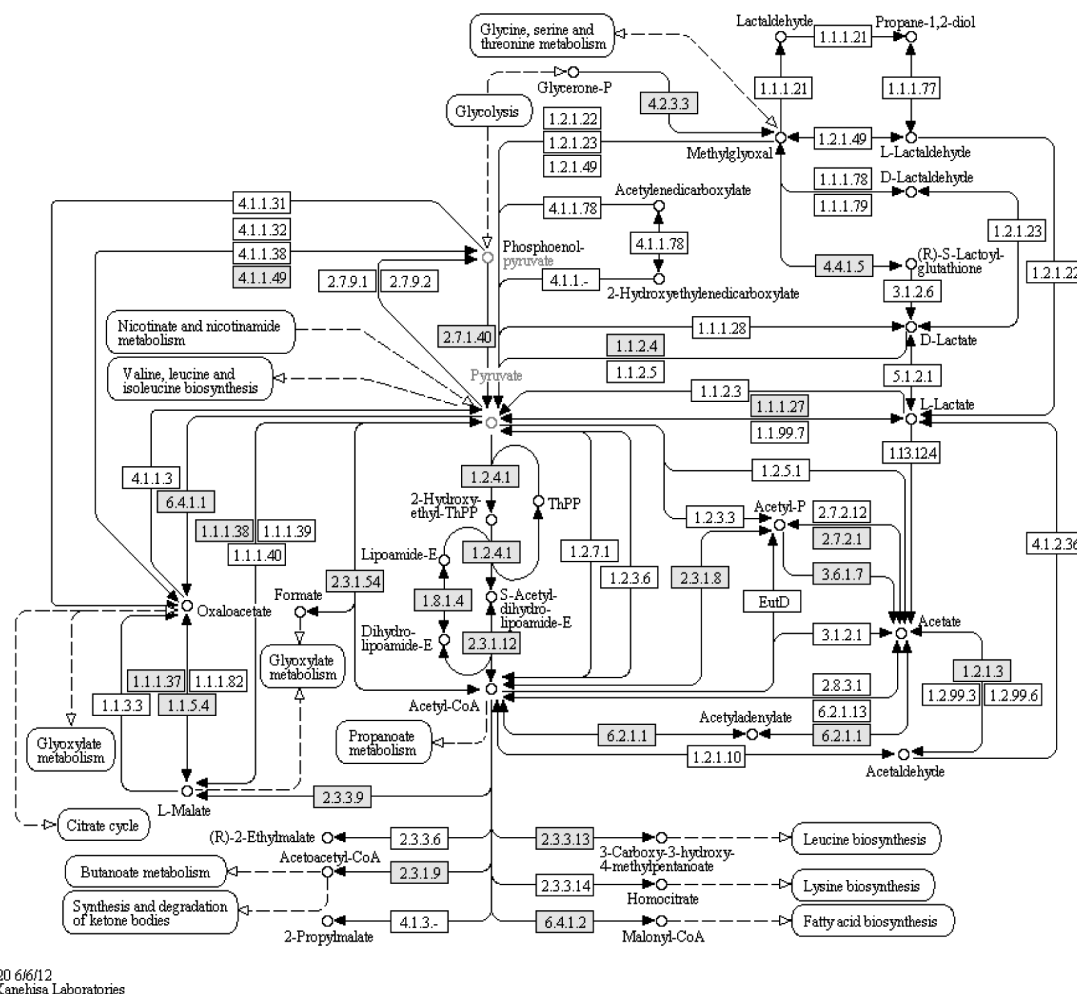 Lactaldehyde
Propane-1,2-diol
Glycine, serine and
threonine metabolism
1.1.1.21
Glycerone-P
Glycolysis
4.2.3.3
1.1.1.21
1.1.1.77
1.2.1.22
1.2.1.23
1.2.1.49
Methylglyoxal
1.2.1.49
L-Lactaldehyde
1.1.1.78
1.1.1.79
D-Lactaldehyde
Acetylenedicarboxylate
4.1.1.78
4.1.1.78
4.1.1.-
2-Hydroxyethylenedicarboxylate
4.1.1.31
4.1.1.32
4.1.1.38
4.1.1.49
Phosphoenol-
pyruvate
2.7.9.1
2.7.9.2
1.2.1.23
4.4.1.5
(R)-S-Lactoyl-
glutathione
1.2.1.22
3.1.2.6
Nicotinate and nicotinamide
metabolism
2.7.1.40
1.1.1.28
D-Lactate
1.1.2.4
1.1.2.5
Valine, leucine and
isoleucine biosynthesis
Pyruvate
5.1.2.1
1.1.2.3
1.1.1.27
1.1.99.7
L-Lactate
1.13.12.4
4.1.1.3
6.4.1.1
1.1.1.38
1.1.1.39
1.1.1.40
1.2.4.1
2-Hydroxy-
ethyl-ThPP
ThPP
1.2.5.1
Acetyl-P
1.2.3.3
2.7.2.12
2.7.2.1
3.6.1.7
4.1.2.36
Lipoamide-E
1.2.4.1
1.2.7.1
1.2.3.6
2.3.1.8
2.3.1.54
Formate
1.8.1.4
S-Acetyl-
dihydro-
lipoamide-E
EutD
Oxaloacetate
Dihydro-
lipoamide-E
2.3.1.12
3.1.2.1
Acetate
Glyoxylate
metabolism
1.1.1.37
1.1.1.82
1.1.3.3
1.1.5.4
1.2.1.3
1.2.99.3
1.2.99.6
Acetyl-CoA
2.8.3.1
6.2.1.13
6.2.1.1
Acetyladenylate
6.2.1.1
Glyoxylate
metabolism
Propanoate
metabolism
1.2.1.10
Acetaldehyde
L-Malate
2.3.3.9
Citrate cycle
(R)-2-Ethylmalate
2.3.3.6
2.3.3.13
3-Carboxy-3-hydroxy-
4-methylpentanoate
Leucine biosynthesis
Acetoacetyl-CoA
Butanoate metabolism
2.3.1.9
2.3.3.14
Homocitrate
Lysine biosynthesis
Synthesis and degradation
of ketone bodies
2-Propylmalate
4.1.3.-
6.4.1.2
Malonyl-CoA
Fatty acid biosynthesis
20 6/6/12
Kanehisa Laboratories